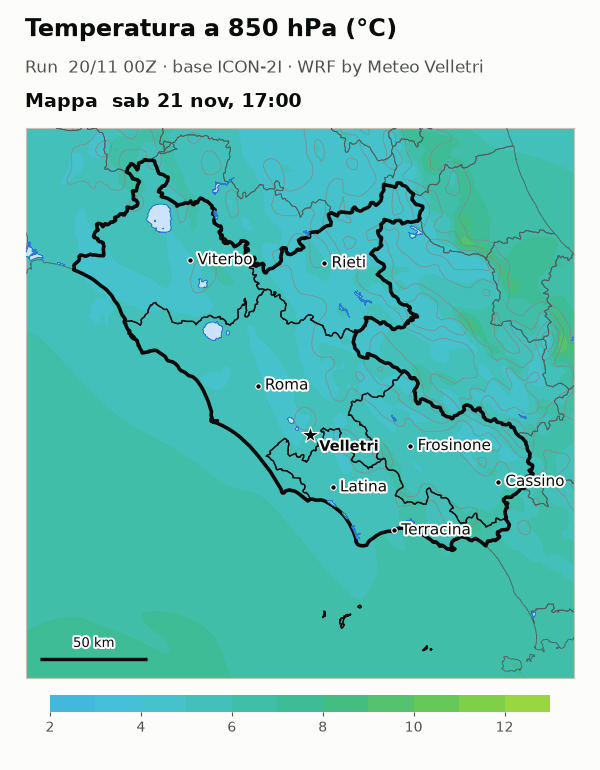 Temperatura a 850 hPa (°C)
Run  20/11 00Z · base ICON-2I · WRF by Meteo Velletri
Mappa  sab 21 nov, 17:00
Viterbo
Rieti
Roma
Velletri
Frosinone
Latina
Cassino
Terracina
50 km
2 4 6 8 10 12